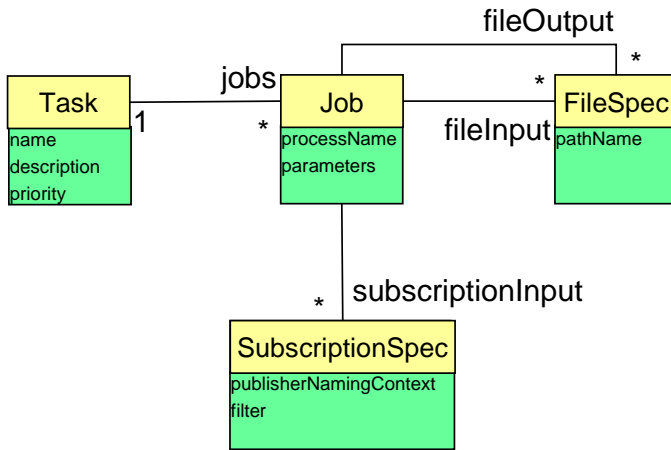 fileOutput
*
jobs
*
Task
Job
FileSpec
1
*
fileInput
name
description
priority
processName
parameters
pathName
*
subscriptionInput
SubscriptionSpec
publisherNamingContext
filter